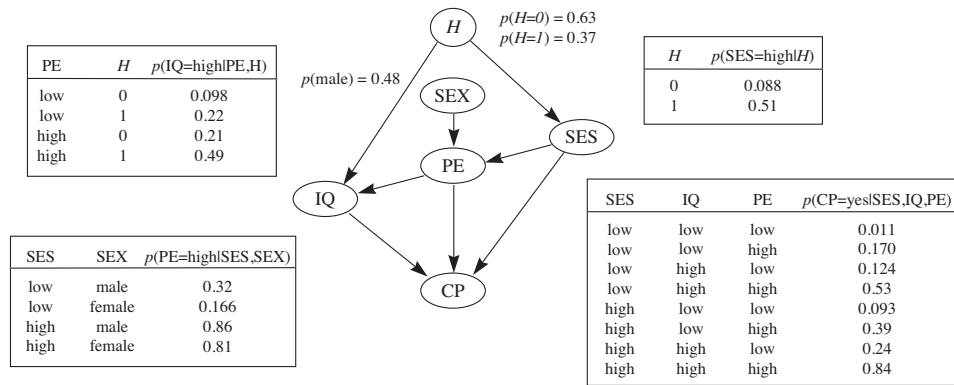 H
p(H=0) = 0.63
p(H=1) = 0.37
PE H p(IQ=high|PE,H)
low 0 0.098
low 1 0.22
high 0 0.21
high 1 0.49
H p(SES=high|H)
0 0.088
1 0.51
p(male) = 0.48
SEX
SES
PE
IQ
CP
SES SEX p(PE=high|SES,SEX)
low male 0.32
low female 0.166
high male 0.86
high female 0.81
SES IQ PE p(CP=yes|SES,IQ,PE)
low low low 0.011
low low high 0.170
low high low 0.124
low high high 0.53
high low low 0.093
high low high 0.39
high high low 0.24
high high high 0.84